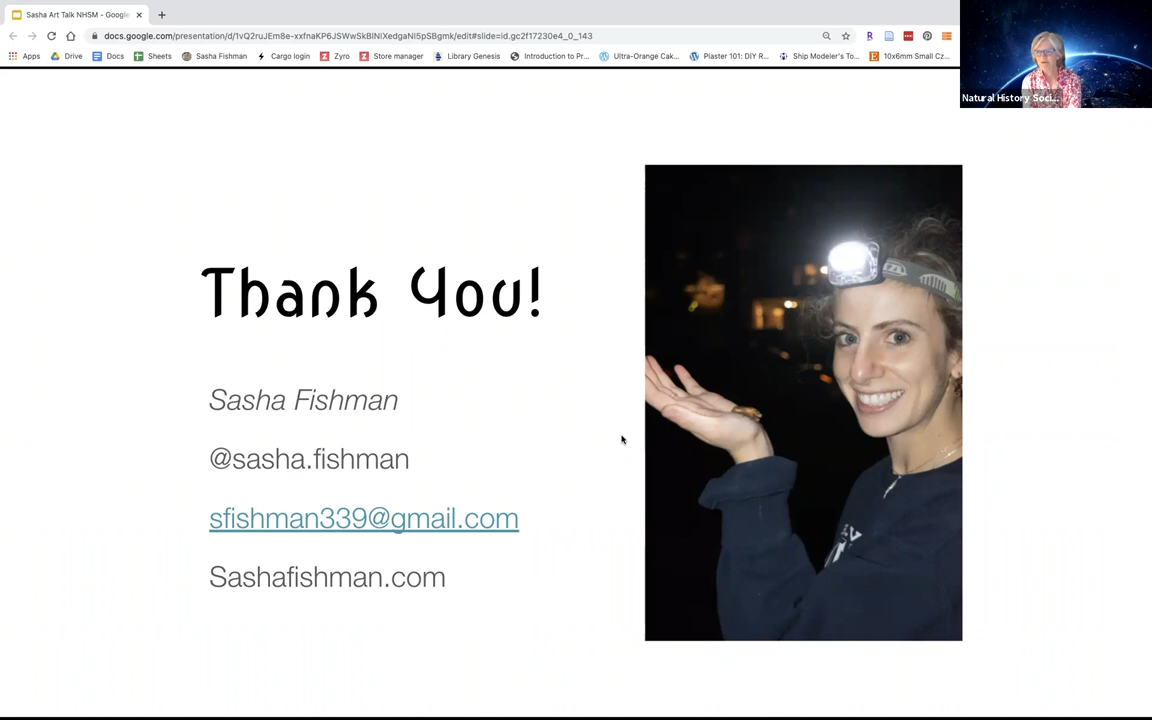 Sasha Art Talk NHSM - Google
docs.google.com/presentation/d/1vQ2ruJEm8e-xxfnaKP6JSWwSkBlNlXedgaNl5pSBgmk/edit#slide=id.gc2f17230e4_0_143
Apps Drive Docs Sheets Sasha Fishman Cargo login Zyro Store manager Library Genesis Introduction to Pr... Ultra-Orange Cak... Plaster 101: DIY R... Ship Modeler's To... 10x6mm Small Cz...
Natural History Soci...
Thank You!
Sasha Fishman
@sasha.fishman
sfishman339@gmail.com
Sashafishman.com
PETZL